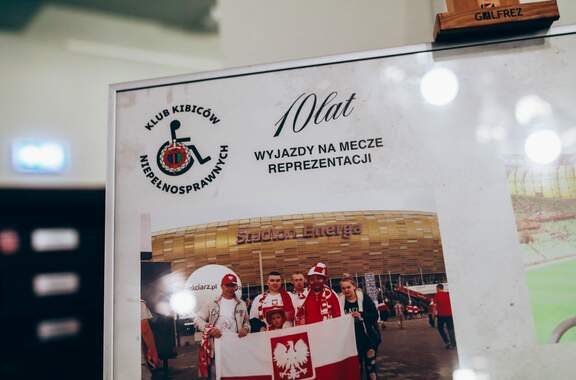 GOLFREZ
KLUB KIBICÓW
NIEPEŁNOSPRAWNYCH
10 lat
WYJAZDY NA MECZE
REPREZENTACJI
Stadion Energa